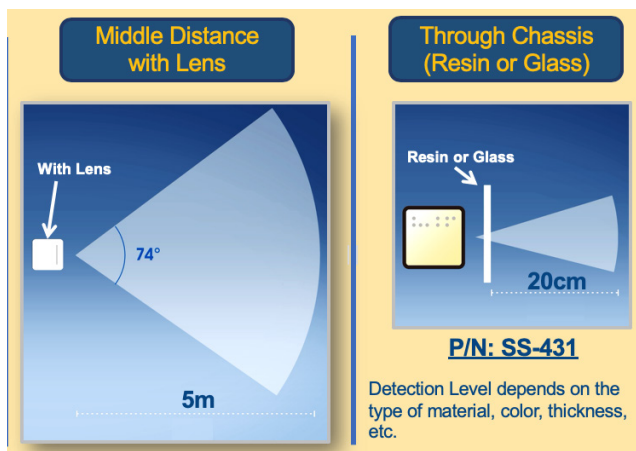 Middle Distance
with Lens
With Lens
74°
5m
Through Chassis
(Resin or Glass)
Resin or Glass
20cm
P/N: SS-431
Detection Level depends on the
type of material, color, thickness,
etc.